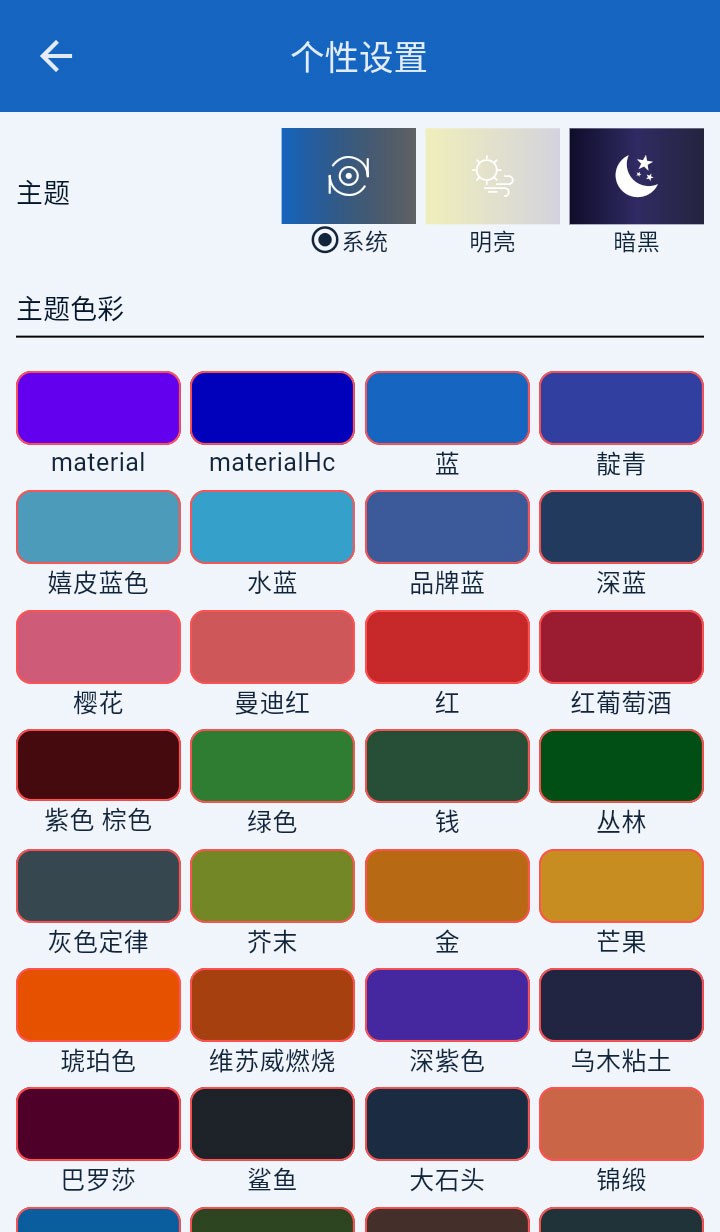 个性设置
主题
系统 明亮 暗黑
主题色彩
material materialHc 蓝 靛青
嬉皮蓝色 水蓝 品牌蓝 深蓝
樱花 曼迪红 红 红葡萄酒
紫色 棕色 绿色 钱 丛林
灰色定律 芥末 金 芒果
琥珀色 维苏威燃烧 深紫色 乌木粘土
巴罗莎 鲨鱼 大石头 锦缎